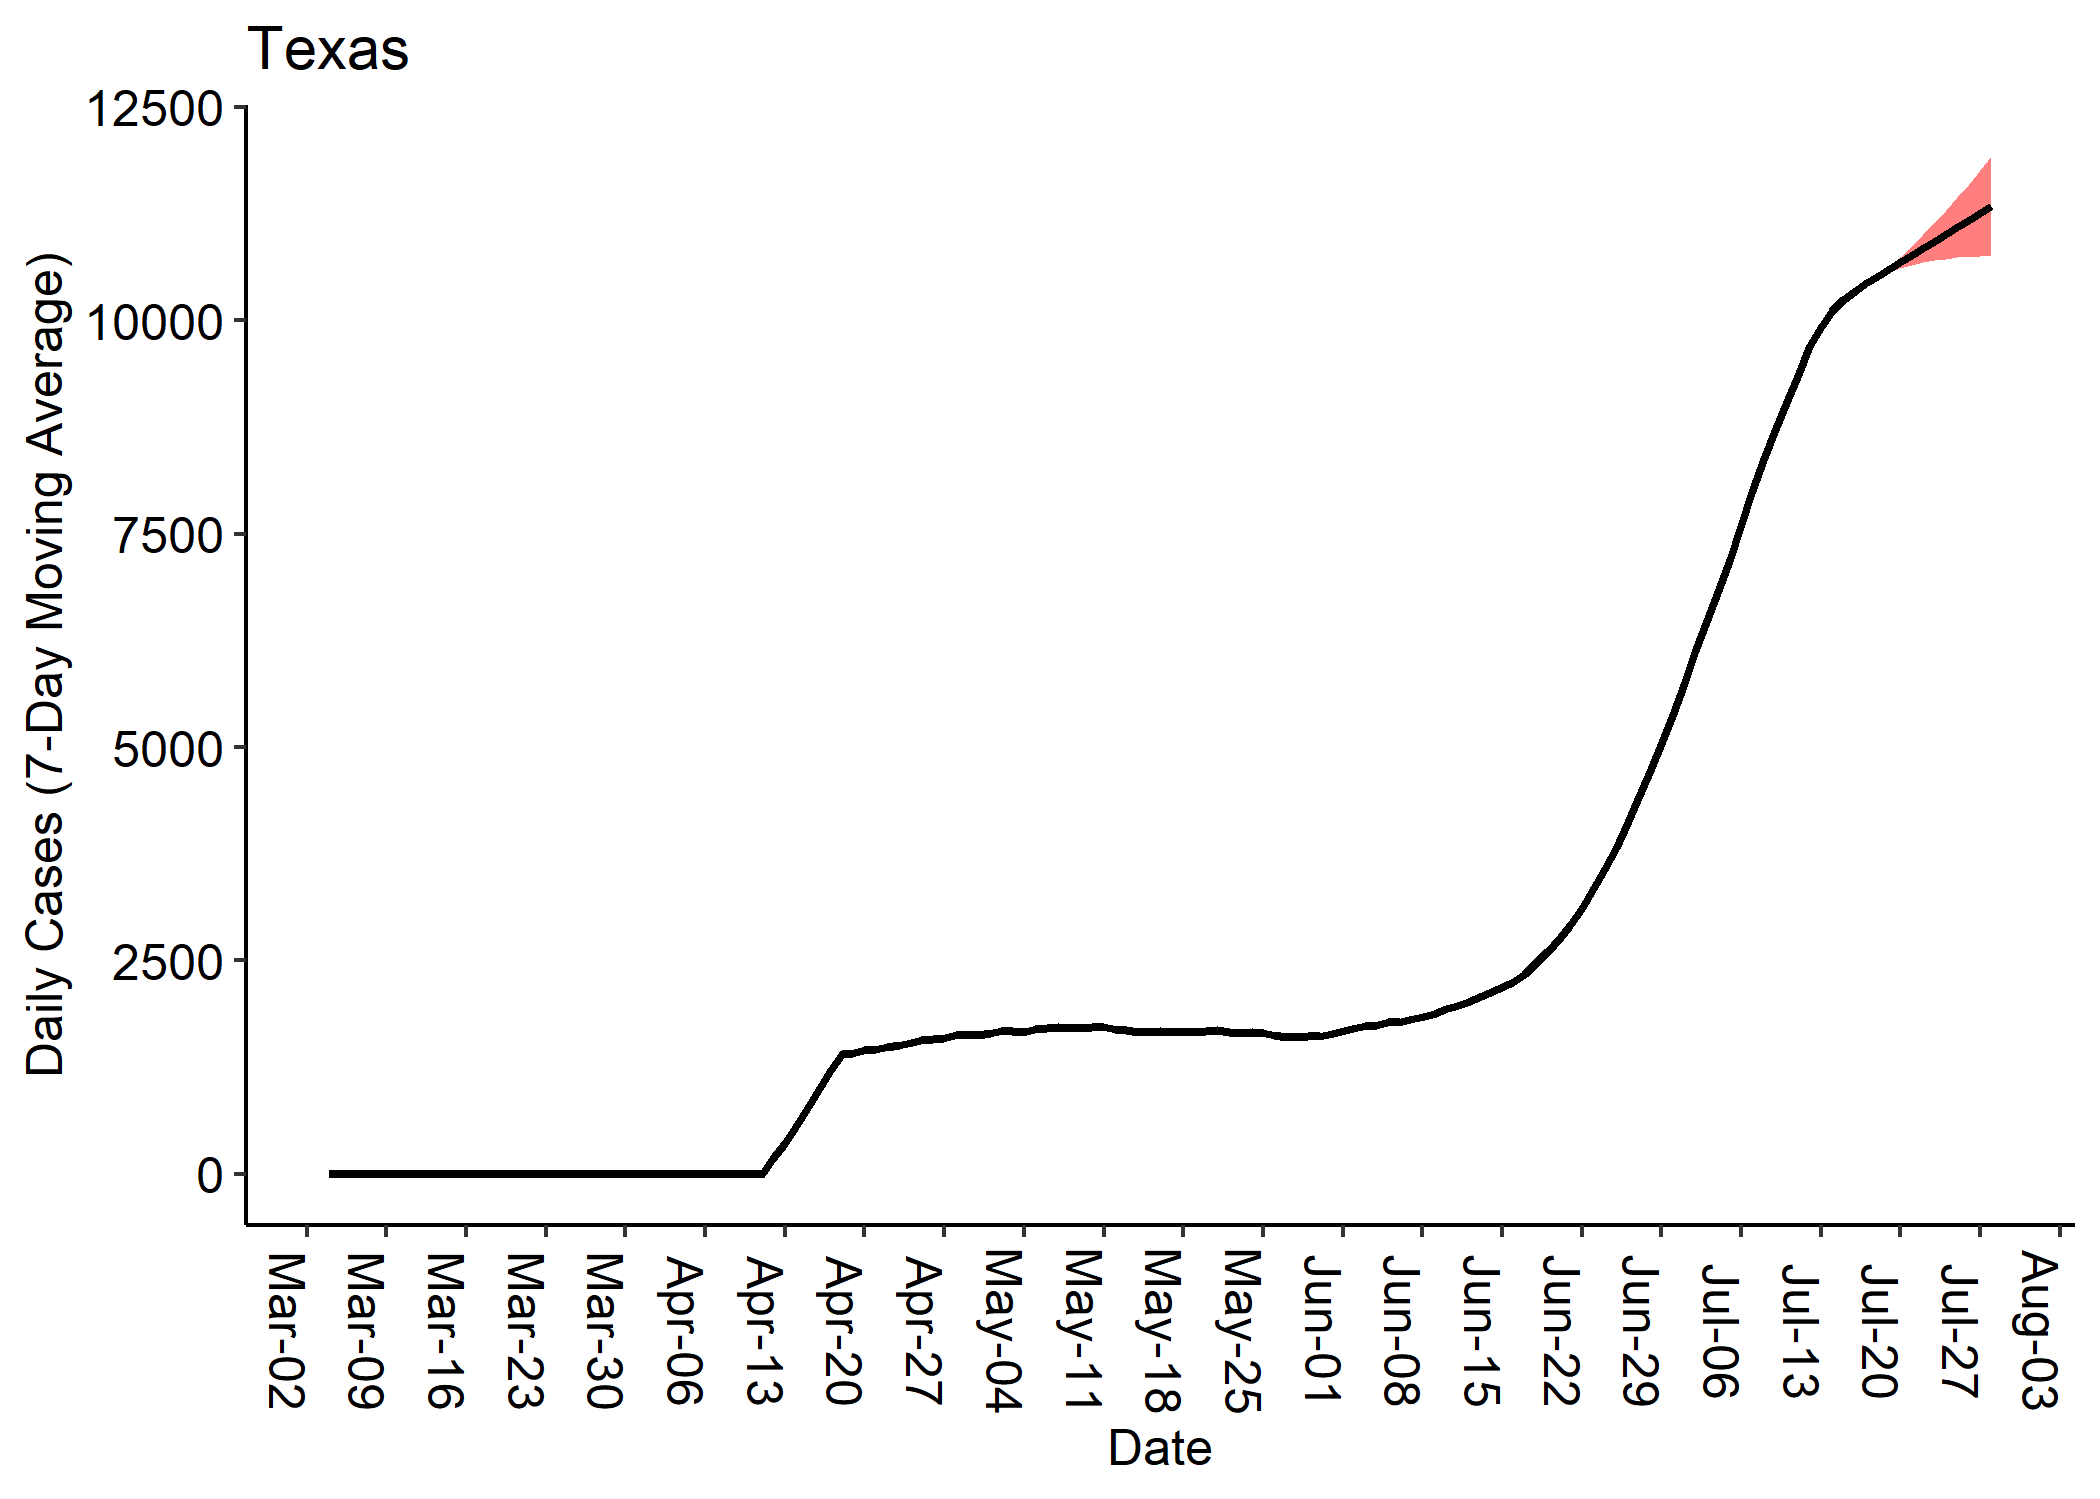 Texas
12500
10000
7500
5000
2500
0
Daily Cases (7-Day Moving Average)
Mar-02
Mar-09
Mar-16
Mar-23
Mar-30
Apr-06
Apr-13
Apr-20
Apr-27
May-04
May-11
May-18
May-25
Jun-01
Jun-08
Jun-15
Jun-22
Jun-29
Jul-06
Jul-13
Jul-20
Jul-27
Aug-03
Date